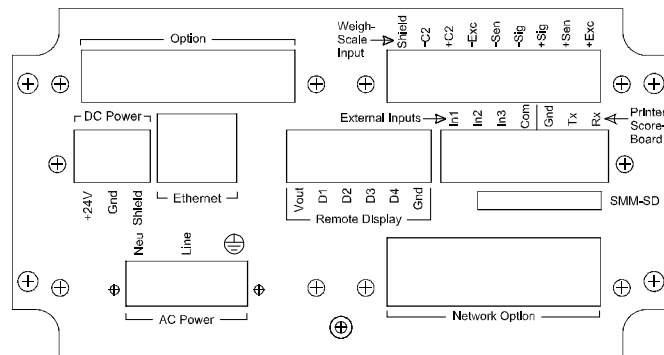 Option
Weigh-
Scale
Input
Shield
-C2
+C2
-Exc
-Sen
-Sig
+Sig
+Sen
+Exc
DC Power
External Inputs
In1
In2
In3
Com
Gnd
Tx
Rx
Printer
Score-
Board
+24V
Gnd
Shield
Ethernet
Vout
D1
D2
D3
D4
Gnd
Remote Display
SMM-SD
Neu
Line
AC Power
Network Option